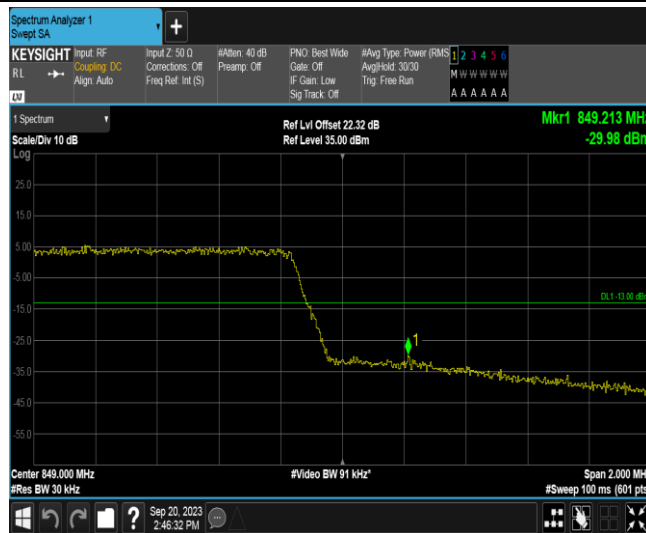 Spectrum Analyzer 1
Swept SA
+
KEYSIGHT
RL
LXI
Input: RF
Coupling: DC
Align: Auto
Input Z: 50 Ω
Corrections: Off
Freq Ref: Int (S)
#Atten: 40 dB
Preamp: Off
PNO: Best Wide
Gate: Off
IF Gain: Low
Sig Track: Off
#Avg Type: Power (RMS
Avg|Hold: 30/30
Trig: Free Run
1 2 3 4 5 6
M W W W W W
A A A A A A
1 Spectrum
Scale/Div 10 dB
Log
Ref Lvl Offset 22.32 dB
Ref Level 35.00 dBm
Mkr1 849.213 MHz
-29.98 dBm
25.0
15.0
5.00
-5.00
DL1 -13.00 dBm
-15.0
1
-25.0
-35.0
-45.0
-55.0
Center 849.000 MHz
#Res BW 30 kHz
#Video BW 91 kHz*
Span 2.000 MHz
#Sweep 100 ms (601 pts
?
Sep 20, 2023
2:46:32 PM